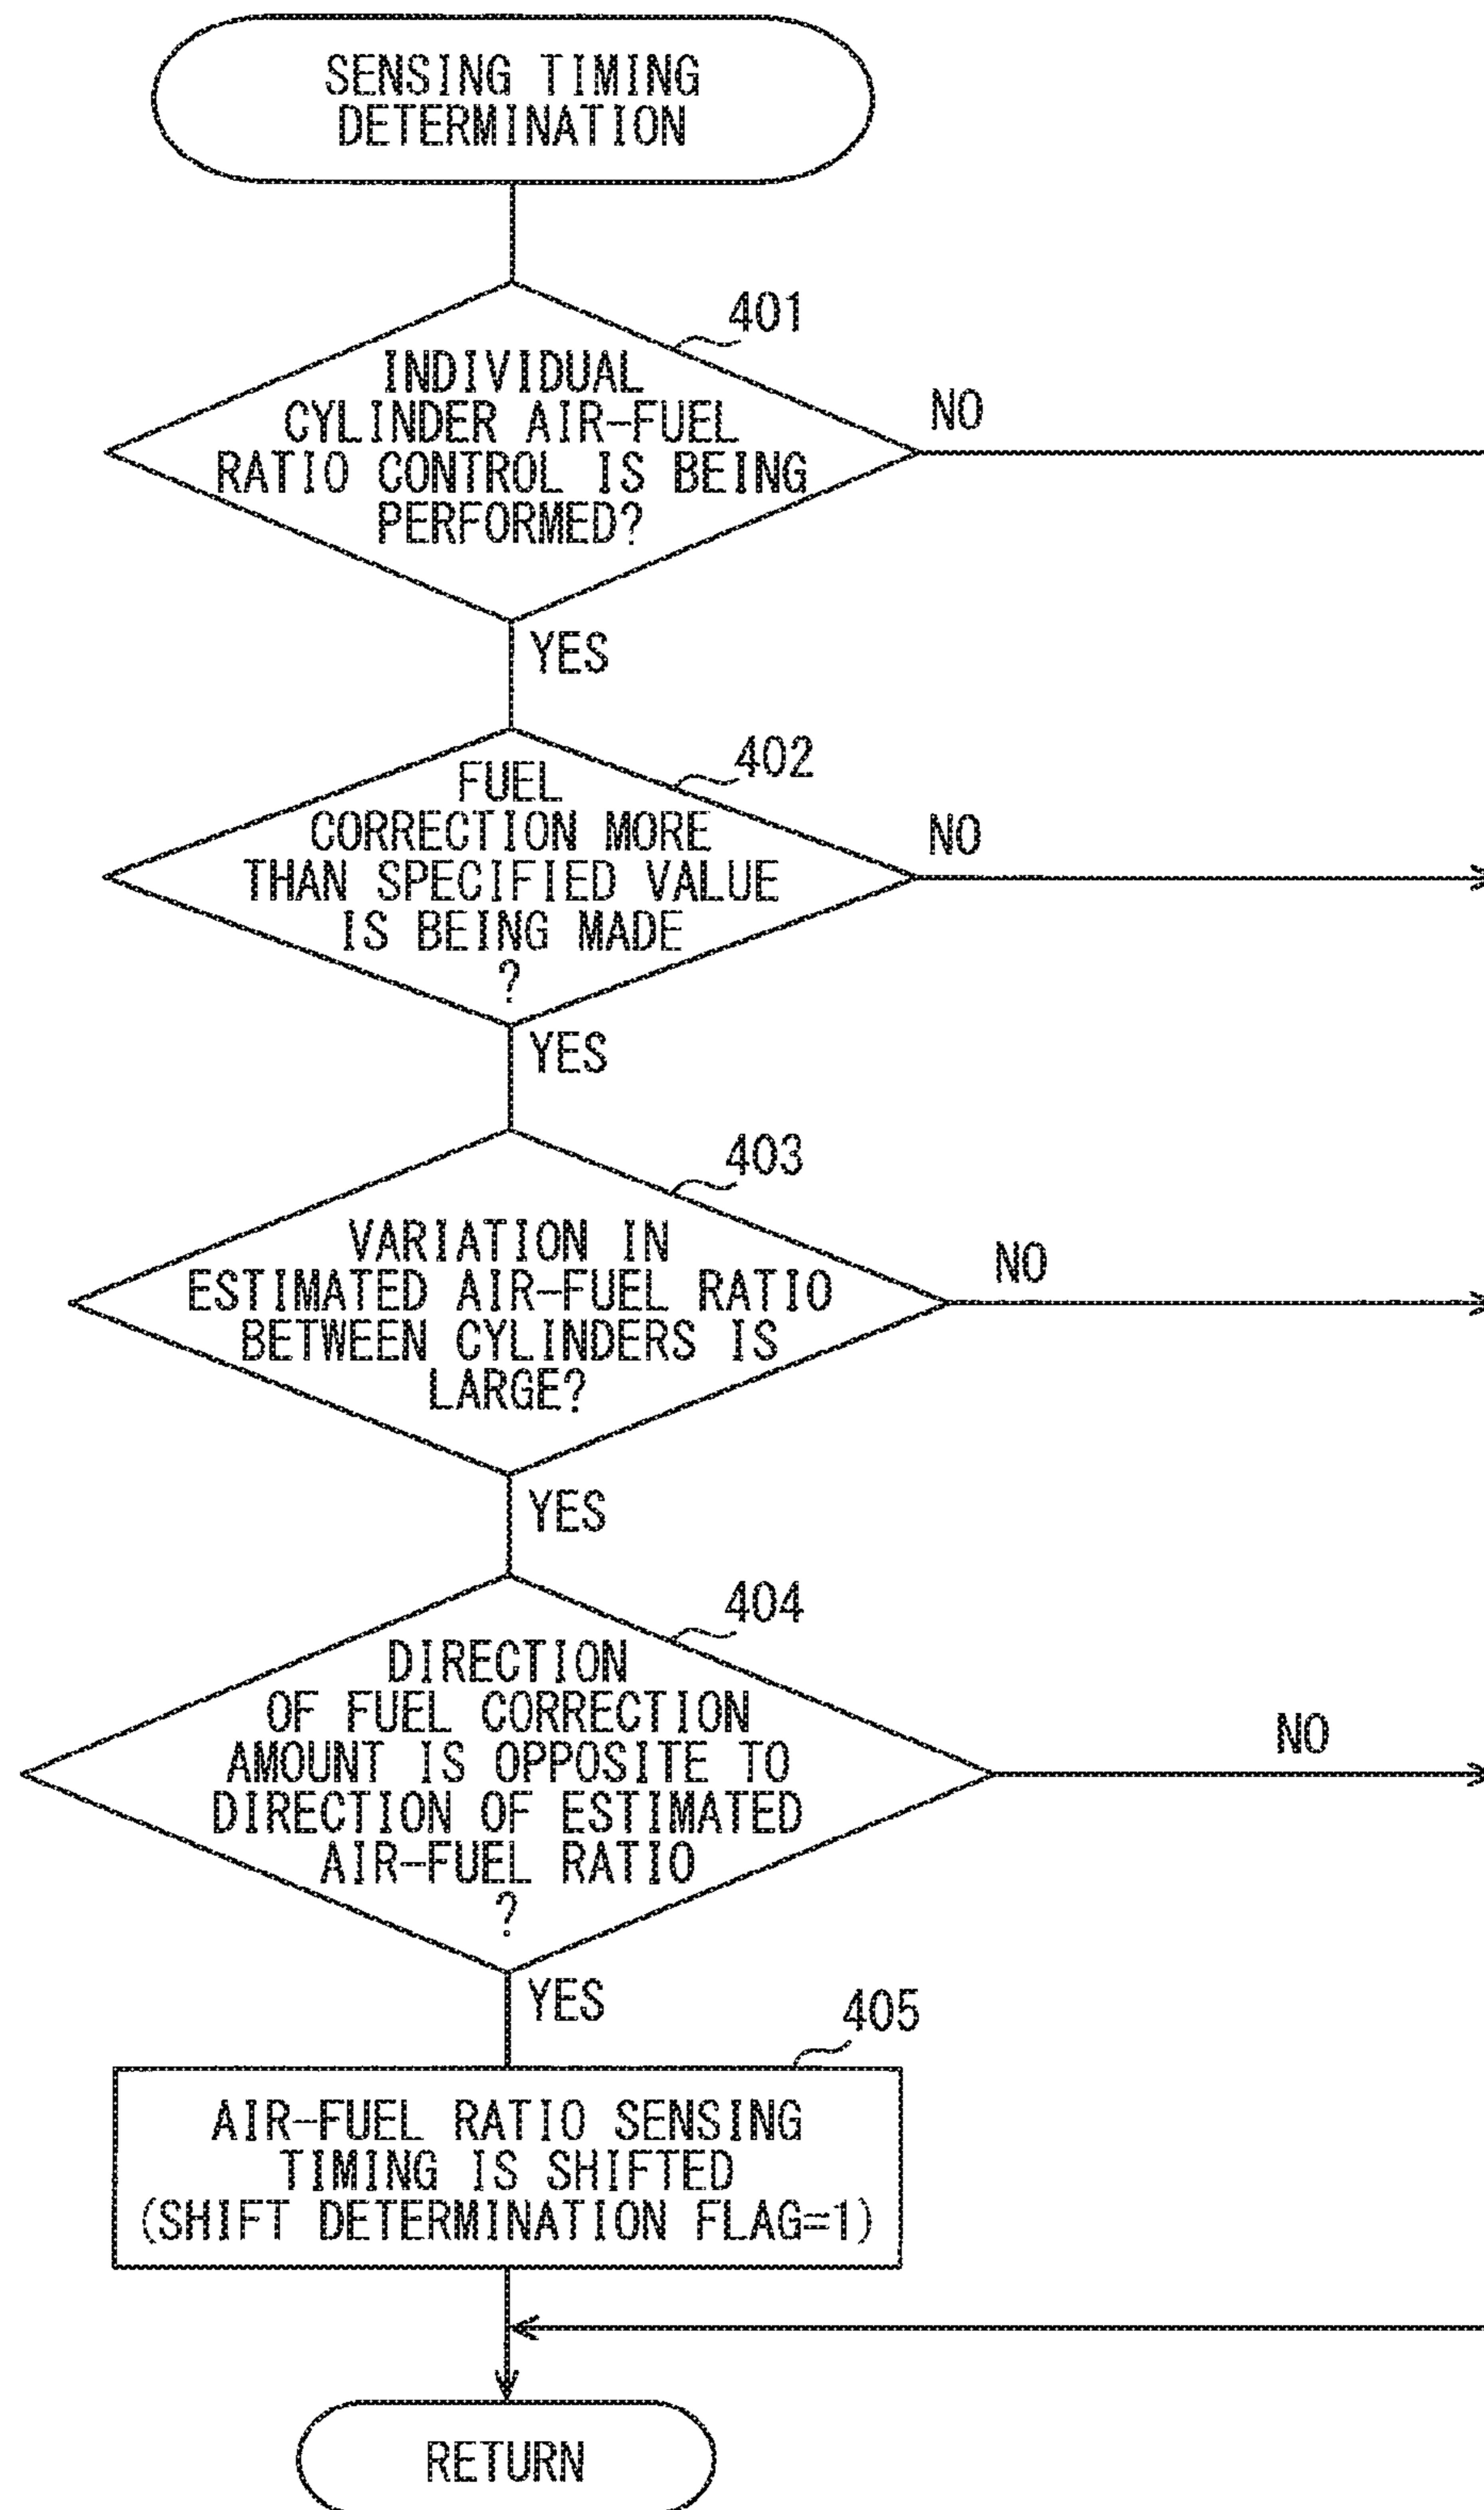 SENSING TIMING
DETERMINATION
401
INDIVIDUAL
CYLINDER AIR-FUEL
RATIO CONTROL IS BEING
PERFORMED?
NO
YES
402
FUEL
CORRECTION MORE
THAN SPECIFIED VALUE
IS BEING MADE
?
NO
YES
403
VARIATION IN
ESTIMATED AIR-FUEL RATIO
BETWEEN CYLINDERS IS
LARGE?
NO
YES
404
DIRECTION
OF FUEL CORRECTION
AMOUNT IS OPPOSITE TO
DIRECTION OF ESTIMATED
AIR-FUEL RATIO
?
NO
YES
405
AIR-FUEL RATIO SENSING
TIMING IS SHIFTED
(SHIFT DETERMINATION FLAG=1)
RETURN